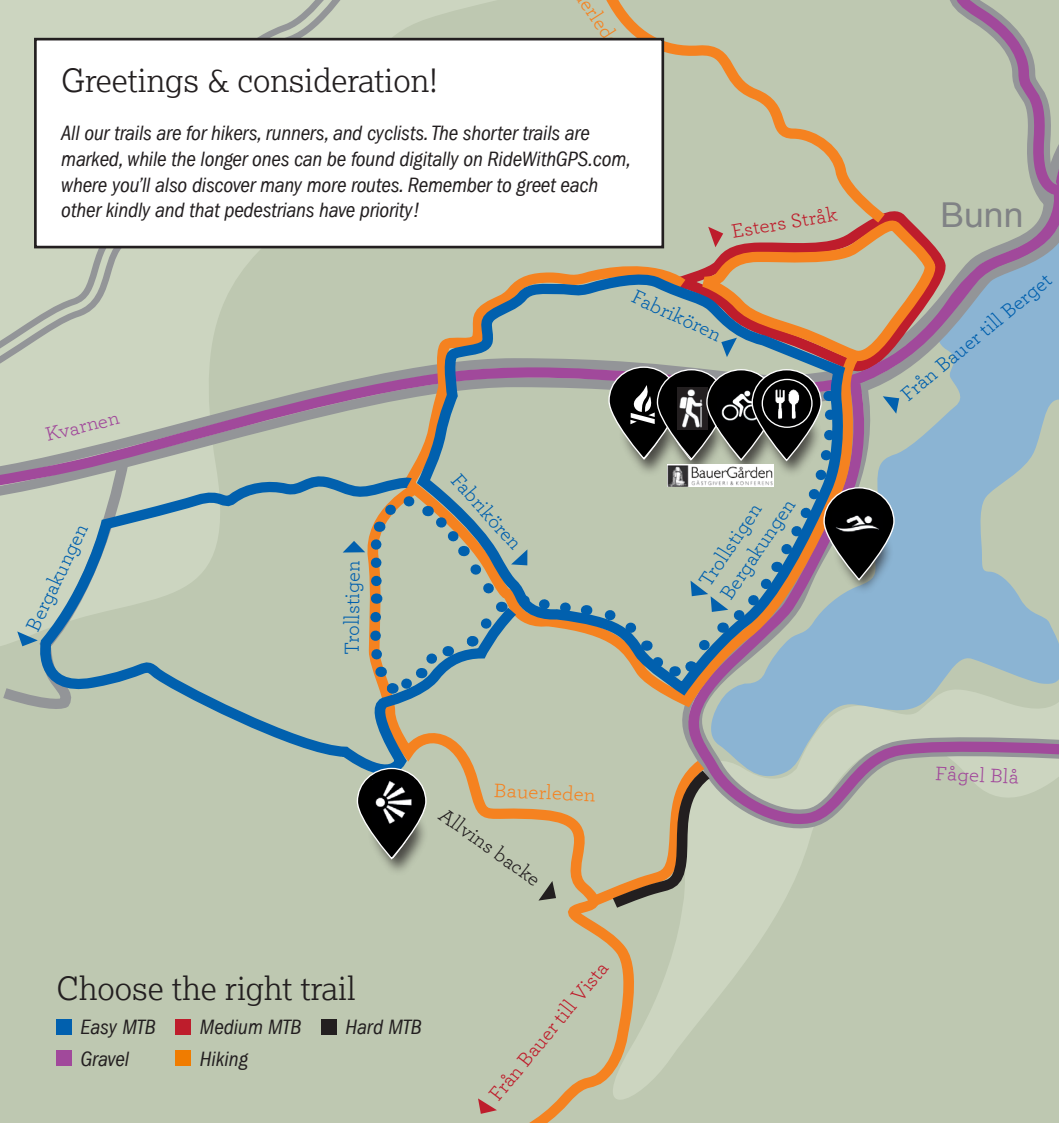 erled
Greetings & consideration!
All our trails are for hikers, runners, and cyclists. The shorter trails are
marked, while the longer ones can be found digitally on RideWithGPS.com,
where you'll also discover many more routes. Remember to greet each
other kindly and that pedestrians have priority!
Esters Stråk
Bunn
Från Bauer till Berget
Fabrikören
Kvarnen
BauerGården
GÄSTGIVERI & KONFERENS
Fabrikören
Trollstigen
Bergakungen
Bergakungen
Trollstigen
Fågel Blå
Bauerleden
Allvins backe
Från Bauer till Vista
Choose the right trail
Easy MTB Medium MTB Hard MTB
Gravel Hiking